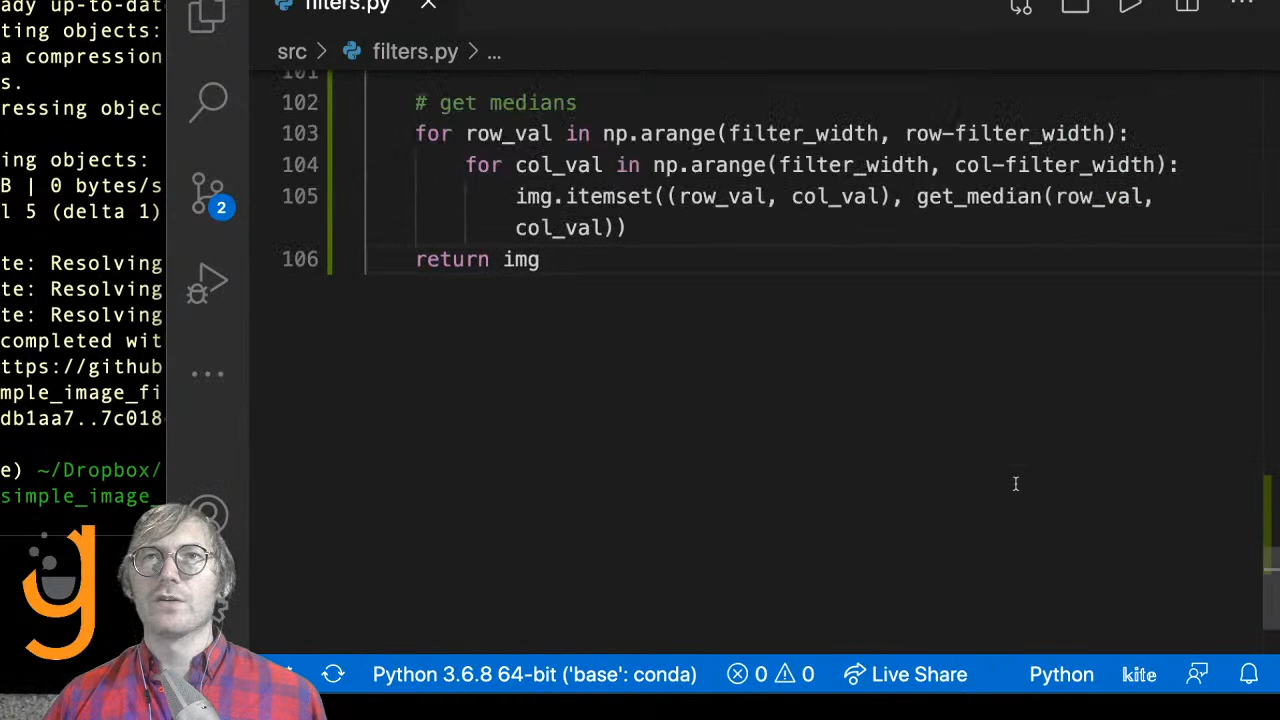 ady up-to-date
ting objects:
a compression
s.
ressing objec
ing objects:
B | 0 bytes/s
l 5 (delta 1)
te: Resolving
te: Resolving
te: Resolving
completed wit
ttps://github
mple_image_fi
db1aa7..7c018
e) ~/Dropbox/
simple_image_
filters.py
src > filters.py > ...
2
101
102 # get medians
103 for row_val in np.arange(filter_width, row-filter_width):
104 for col_val in np.arange(filter_width, col-filter_width):
105 img.itemset((row_val, col_val), get_median(row_val,
col_val))
106 return img
g
Python 3.6.8 64-bit ('base': conda) 0 0 Live Share Python kite